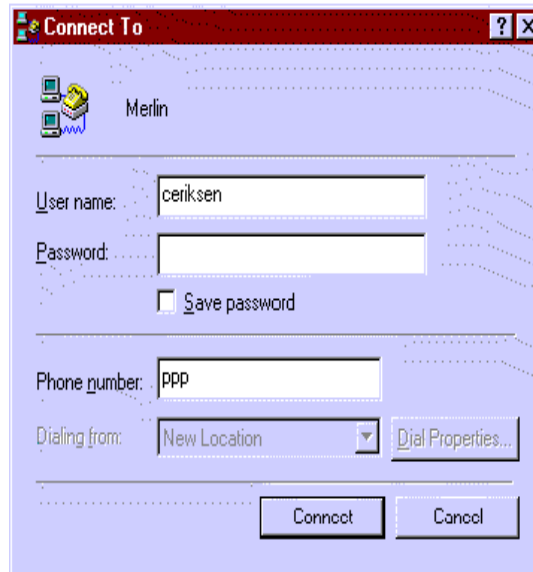 Connect To
Merlin
User name: ceriksen
Password:
Save password
Phone number: ppp
Dialing from: New Location Dial Properties...
Connect Cancel